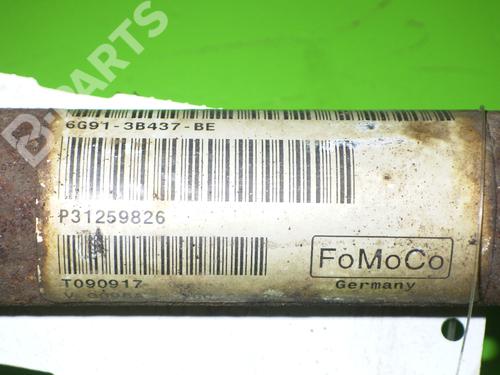 B-PARTS
6G91-3B437-BE
P31259826
FoMoCo
T090917
Germany